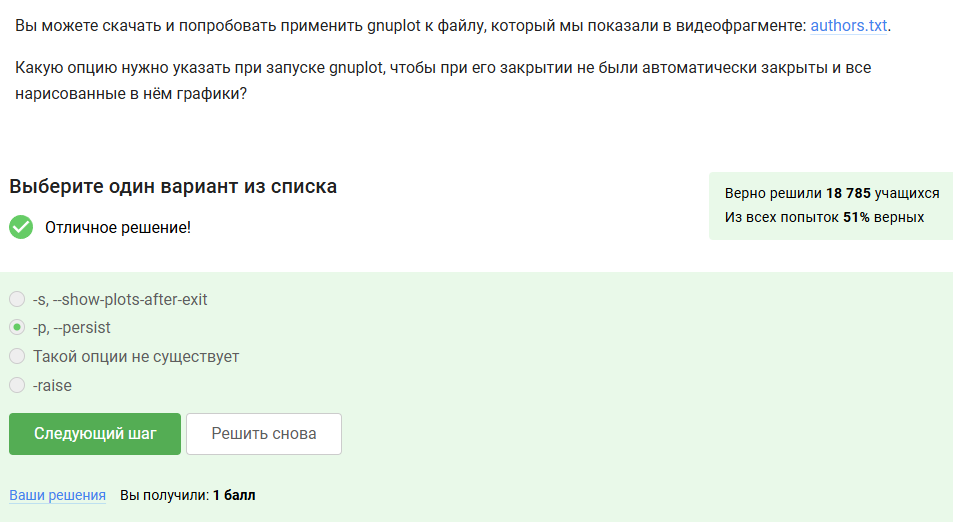 Вы можете скачать и попробовать применить gnuplot к файлу, который мы показали в видеофрагменте: authors.txt.
Какую опцию нужно указать при запуске gnuplot, чтобы при его закрытии не были автоматически закрыты и все
нарисованные в нём графики?
Выберите один вариант из списка
Отличное решение!
Верно решили 18 785 учащихся
Из всех попыток 51% верных
-s, --show-plots-after-exit
-p, --persist
Такой опции не существует
-raise
Следующий шаг
Решить снова
Ваши решения Вы получили: 1 балл